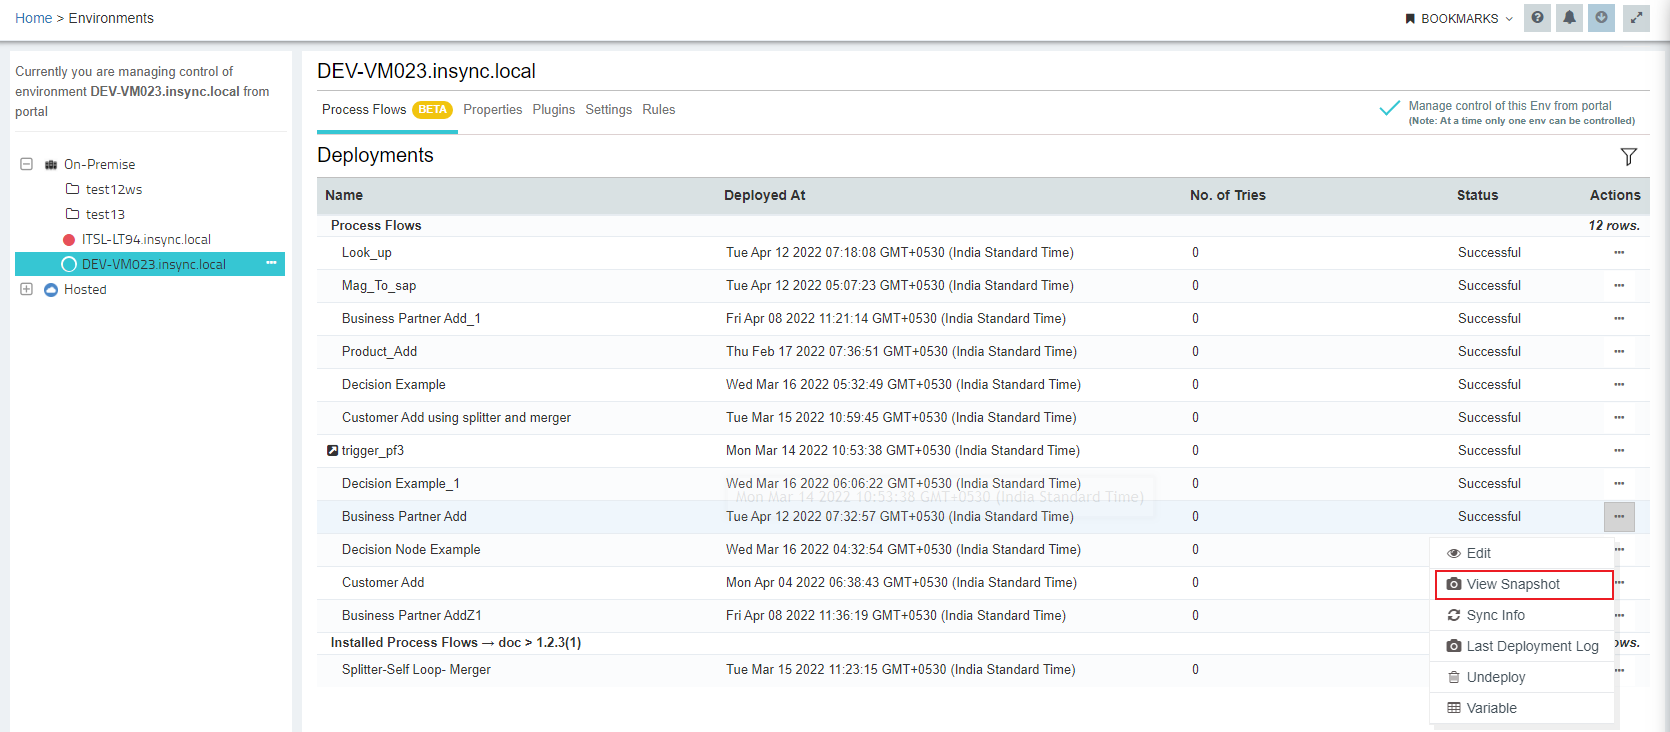 Home > Environments
BOOKMARKS
Currently you are managing control of
environment DEV-VM023.insync.local from
portal
On-Premise
test12ws
test13
ITSL-LT94.insync.local
DEV-VM023.insync.local
Hosted
DEV-VM023.insync.local
Process Flows BETA Properties Plugins Settings Rules
Manage control of this Env from portal
(Note: At a time only one env can be controlled)
Deployments
Name Deployed At No. of Tries Status Actions
Process Flows 12 rows.
Look_up Tue Apr 12 2022 07:18:08 GMT+0530 (India Standard Time) 0 Successful
Mag_To_sap Tue Apr 12 2022 05:07:23 GMT+0530 (India Standard Time) 0 Successful
Business Partner Add_1 Fri Apr 08 2022 11:21:14 GMT+0530 (India Standard Time) 0 Successful
Product_Add Thu Feb 17 2022 07:36:51 GMT+0530 (India Standard Time) 0 Successful
Decision Example Wed Mar 16 2022 05:32:49 GMT+0530 (India Standard Time) 0 Successful
Customer Add using splitter and merger Tue Mar 15 2022 10:59:45 GMT+0530 (India Standard Time) 0 Successful
trigger_pf3 Mon Mar 14 2022 10:53:38 GMT+0530 (India Standard Time) 0 Successful
Decision Example_1 Wed Mar 16 2022 06:06:22 GMT+0530 (India Standard Time) 0 Successful
Mon Mar 14 2022 10:53:38 GMT+0530 (India Standard Time)
Business Partner Add Tue Apr 12 2022 07:32:57 GMT+0530 (India Standard Time) 0 Successful
Decision Node Example Wed Mar 16 2022 04:32:54 GMT+0530 (India Standard Time) 0
Customer Add Mon Apr 04 2022 06:38:43 GMT+0530 (India Standard Time) 0
Business Partner AddZ1 Fri Apr 08 2022 11:36:19 GMT+0530 (India Standard Time) 0
Installed Process Flows → doc > 1.2.3(1) ows.
Splitter-Self Loop- Merger Tue Mar 15 2022 11:23:15 GMT+0530 (India Standard Time) 0
Edit
View Snapshot
Sync Info
Last Deployment Log
Undeploy
Variable